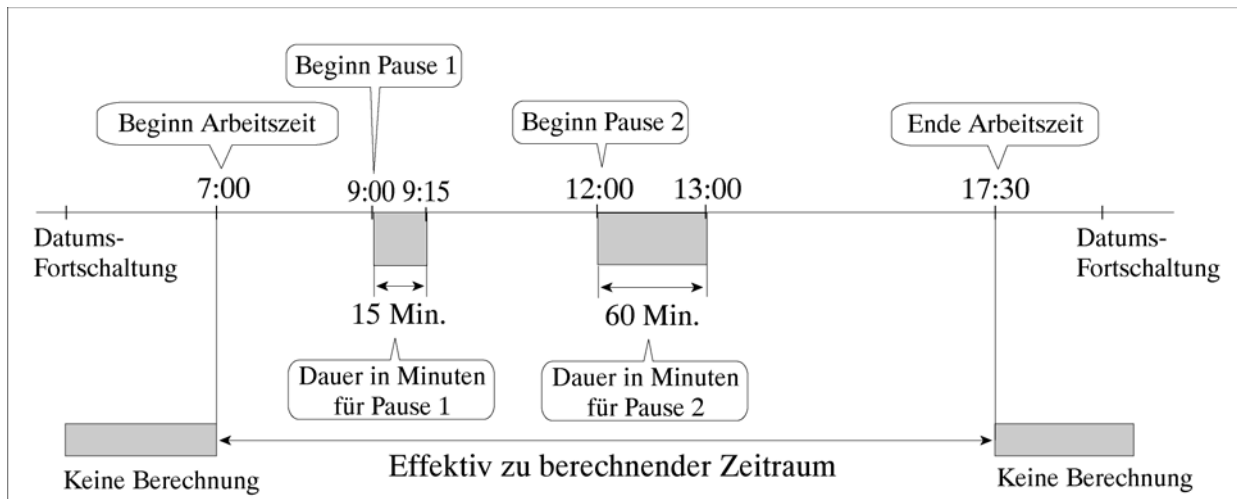 Beginn Pause 1
Beginn Arbeitszeit
Beginn Pause 2
Ende Arbeitszeit
7:00
9:00 9:15
12:00
13:00
17:30
Datums-
Fortschaltung
Datums-
Fortschaltung
15 Min.
60 Min.
Dauer in Minuten
für Pause 1
Dauer in Minuten
für Pause 2
Keine Berechnung
Effektiv zu berechnender Zeitraum
Keine Berechnung